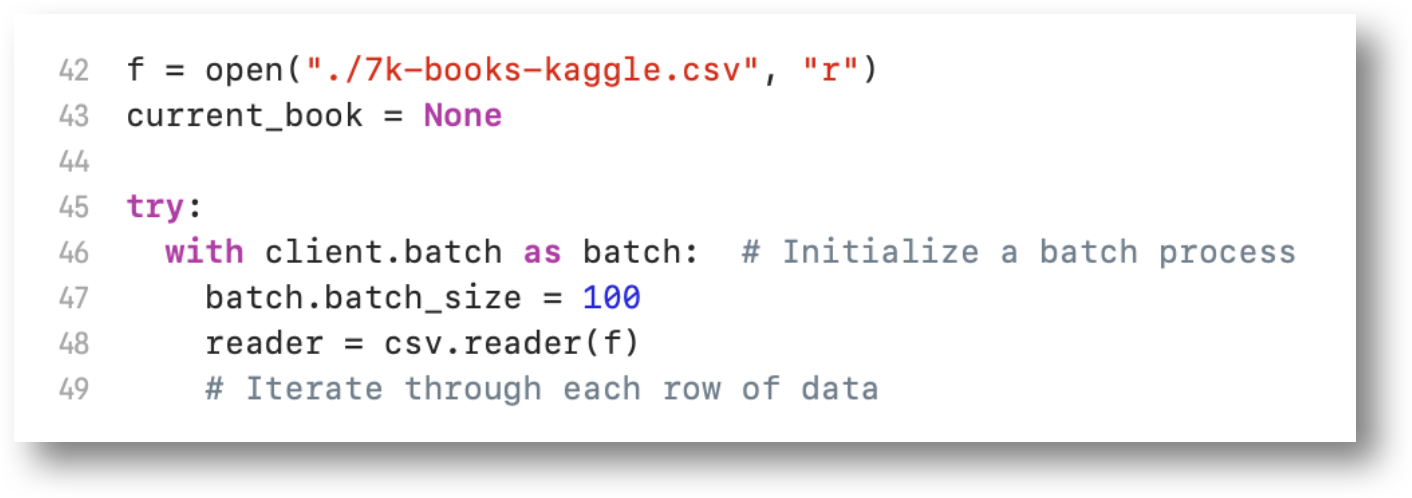 42 f = open("./7k-books-kaggle.csv", "r")
43 current_book = None
44
45 try:
46   with client.batch as batch:  # Initialize a batch process
47     batch.batch_size = 100
48     reader = csv.reader(f)
49     # Iterate through each row of data